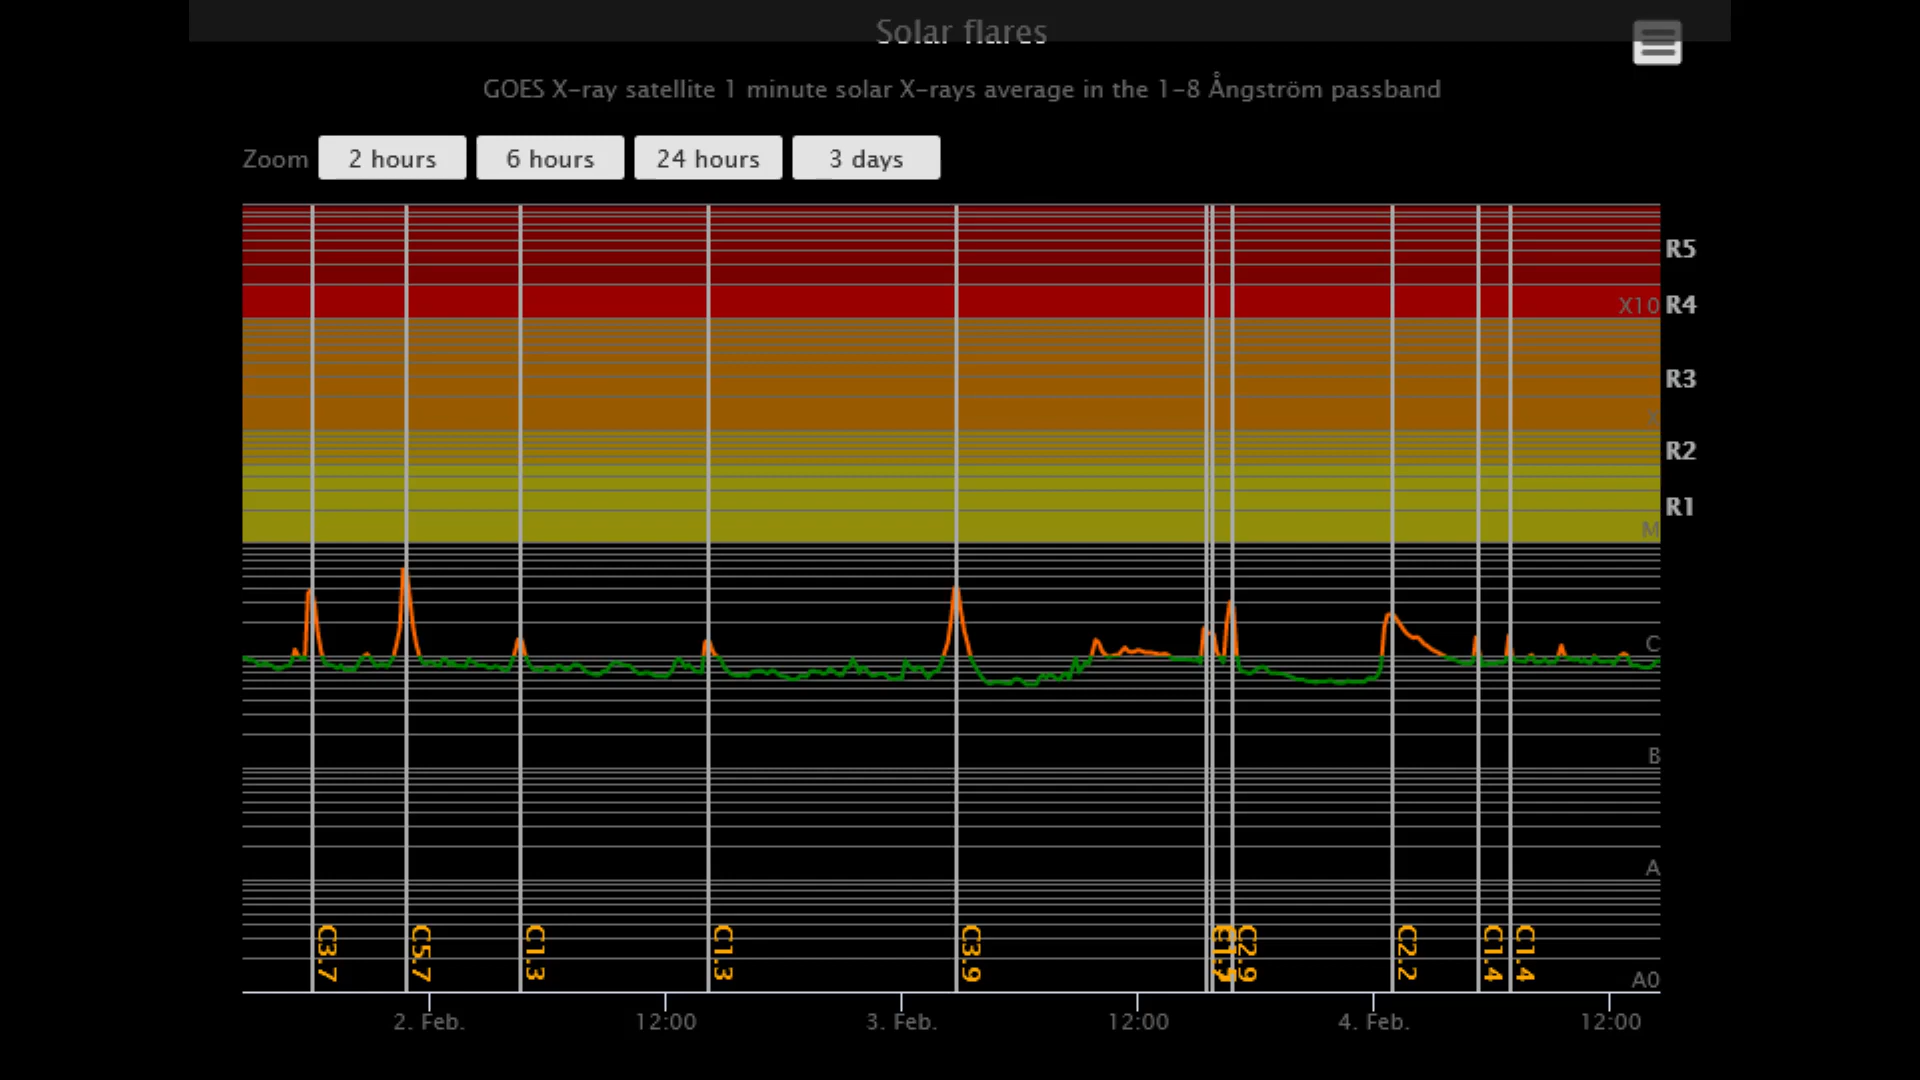 Solar flares
GOES X-ray satellite 1 minute solar X-rays average in the 1-8 Ångström passband
Zoom 2 hours 6 hours 24 hours 3 days
R5
X10 R4
R3
X
R2
R1
M
C
B
A
A0
C3.7 C5.7 C1.3 C1.3 C3.9 C2.9 C2.2 C1.4 C1.4
2. Feb. 12:00 3. Feb. 12:00 4. Feb. 12:00